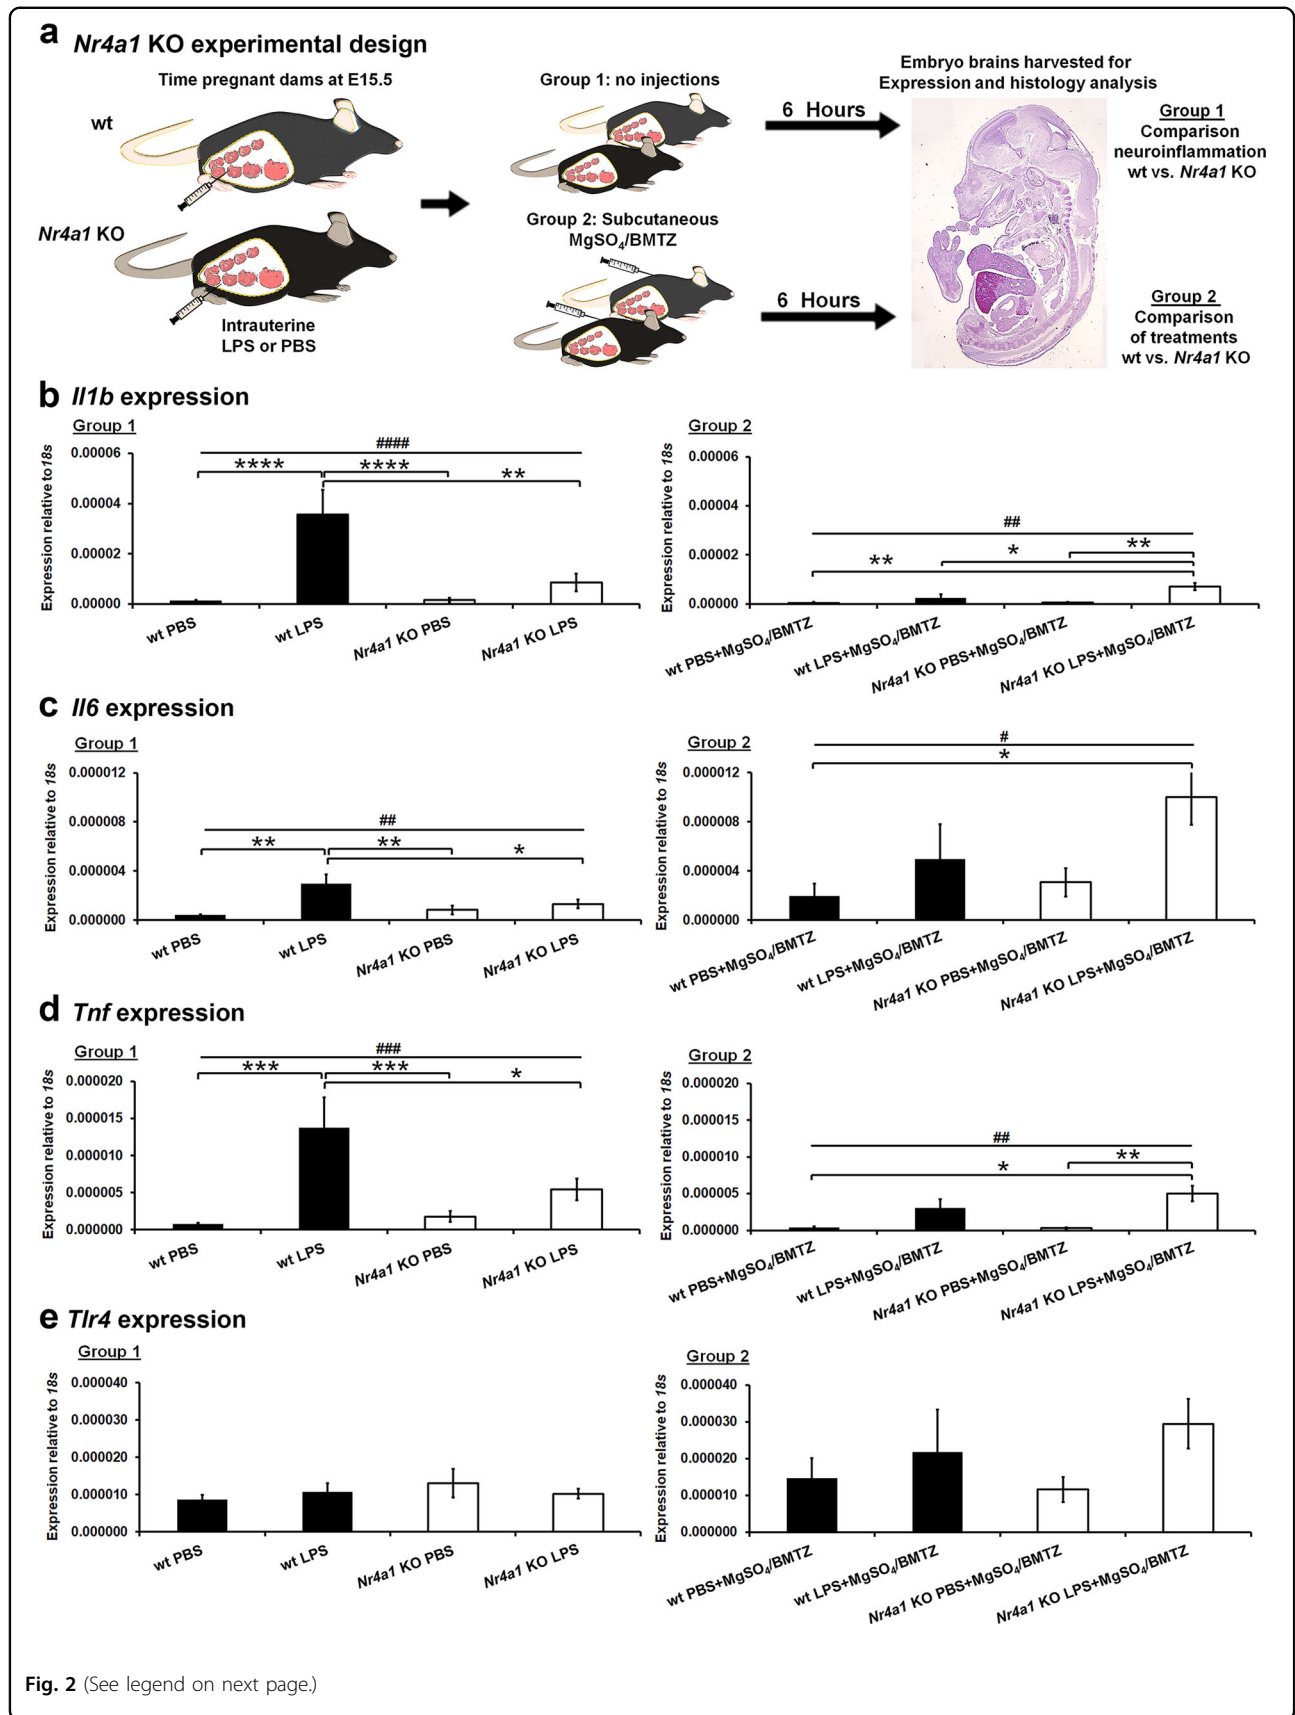 a Nr4a1 KO experimental design
Time pregnant dams at E15.5
wt
Nr4a1 KO
Intrauterine
LPS or PBS
Group 1: no injections
Group 2: Subcutaneous
MgSO₄/BMTZ
6 Hours
6 Hours
Embryo brains harvested for
Expression and histology analysis
Group 1
Comparison
neuroinflammation
wt vs. Nr4a1 KO
Group 2
Comparison
of treatments
wt vs. Nr4a1 KO
b Il1b expression
Group 1
Expression relative to 18s
0.00006
0.00004
0.00002
0.00000
####
****
****
**
wt PBS
wt LPS
Nr4a1 KO PBS
Nr4a1 KO LPS
Group 2
Expression relative to 18s
0.00006
0.00004
0.00002
0.00000
##
**
*
**
wt PBS+MgSO₄/BMTZ
wt LPS+MgSO₄/BMTZ
Nr4a1 KO PBS+MgSO₄/BMTZ
Nr4a1 KO LPS+MgSO₄/BMTZ
c Il6 expression
Group 1
Expression relative to 18s
0.000012
0.000008
0.000004
0.000000
##
**
**
*
wt PBS
wt LPS
Nr4a1 KO PBS
Nr4a1 KO LPS
Group 2
Expression relative to 18s
0.000012
0.000008
0.000004
0.000000
#
*
wt PBS+MgSO₄/BMTZ
wt LPS+MgSO₄/BMTZ
Nr4a1 KO PBS+MgSO₄/BMTZ
Nr4a1 KO LPS+MgSO₄/BMTZ
d Tnf expression
Group 1
Expression relative to 18s
0.000020
0.000015
0.000010
0.000005
0.000000
###
***
***
*
wt PBS
wt LPS
Nr4a1 KO PBS
Nr4a1 KO LPS
Group 2
Expression relative to 18s
0.000020
0.000015
0.000010
0.000005
0.000000
##
*
**
wt PBS+MgSO₄/BMTZ
wt LPS+MgSO₄/BMTZ
Nr4a1 KO PBS+MgSO₄/BMTZ
Nr4a1 KO LPS+MgSO₄/BMTZ
e Tlr4 expression
Group 1
Expression relative to 18s
0.000040
0.000030
0.000020
0.000010
0.000000
wt PBS
wt LPS
Nr4a1 KO PBS
Nr4a1 KO LPS
Group 2
Expression relative to 18s
0.000040
0.000030
0.000020
0.000010
0.000000
wt PBS+MgSO₄/BMTZ
wt LPS+MgSO₄/BMTZ
Nr4a1 KO PBS+MgSO₄/BMTZ
Nr4a1 KO LPS+MgSO₄/BMTZ
Fig. 2 (See legend on next page.)